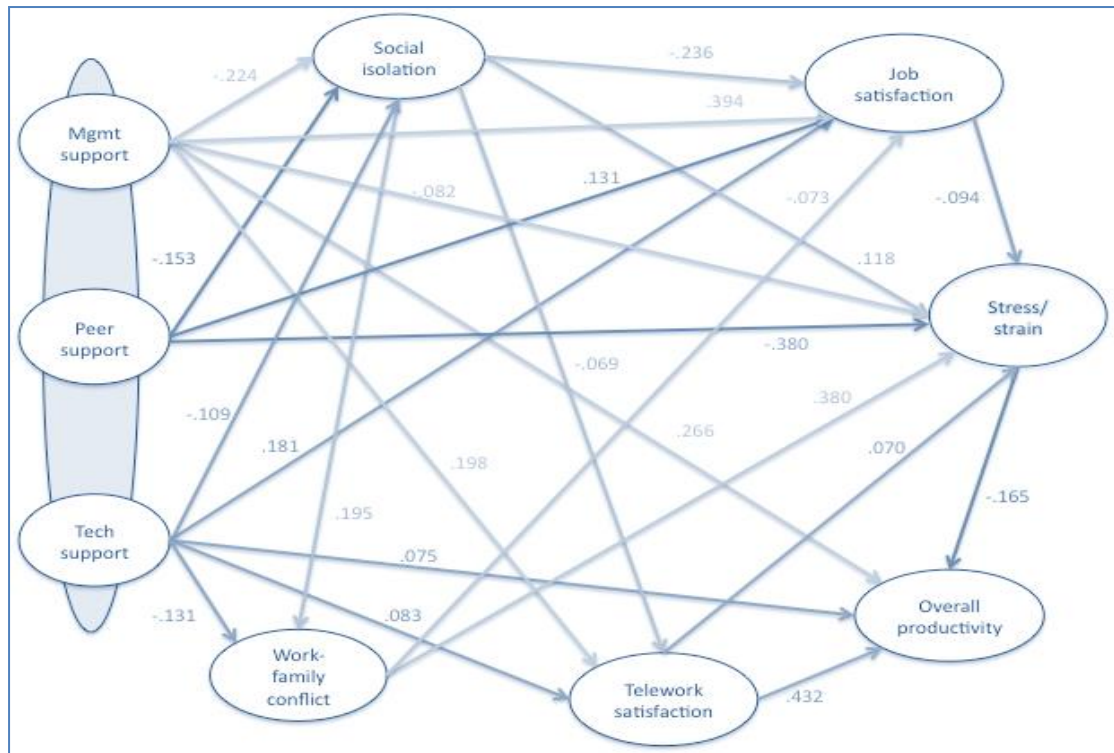 Social
isolation
Job
satisfaction
Mgmt
support
Peer
support
Tech
support
Work-
family
conflict
Telework
satisfaction
Overall
productivity
Stress/
strain
-.224
-.236
.394
-.082
.131
-.073
-.094
-.153
.118
-.380
-.069
.380
-.109
.181
.198
.266
.070
.195
.075
-.165
-.131
.083
.432